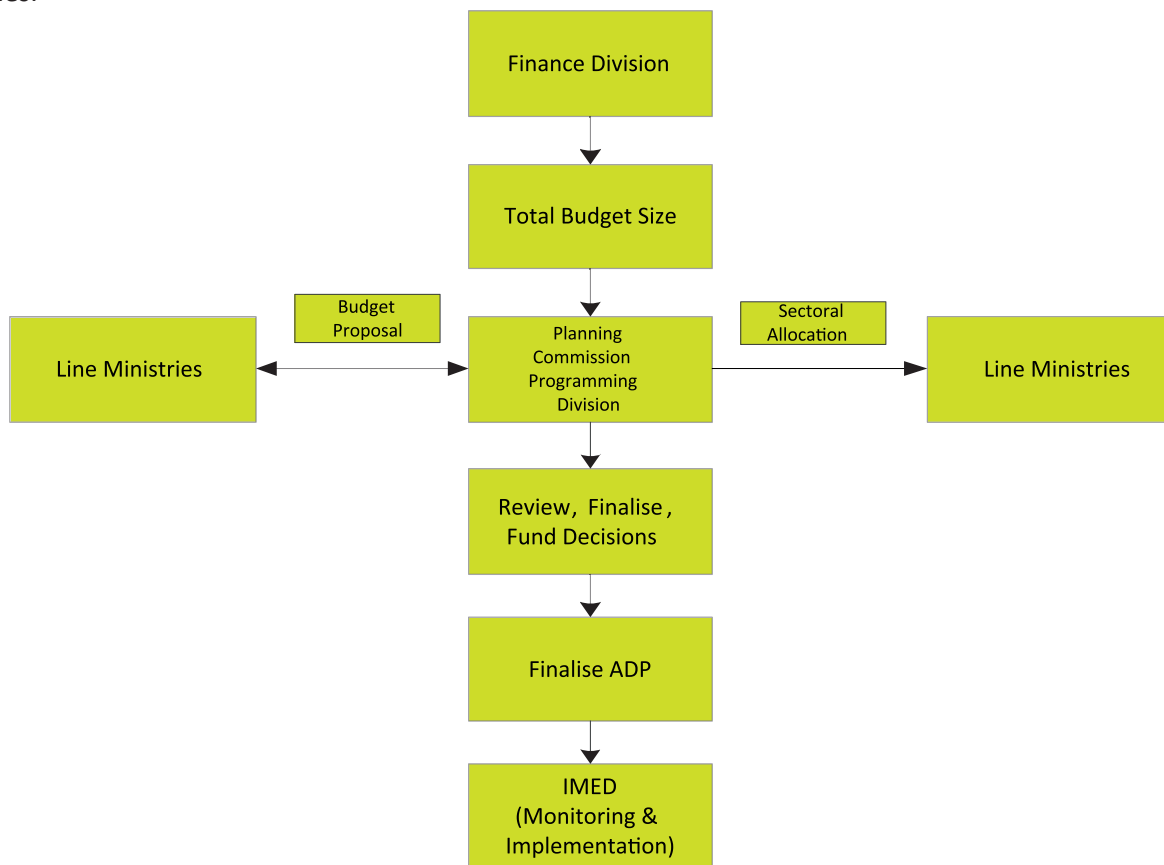 Finance Division
Total Budget Size
Budget
Proposal
Sectoral
Allocation
Line Ministries
Planning
Commission
Programming
Division
Line Ministries
Review, Finalise,
Fund Decisions
Finalise ADP
IMED
(Monitoring &
Implementation)